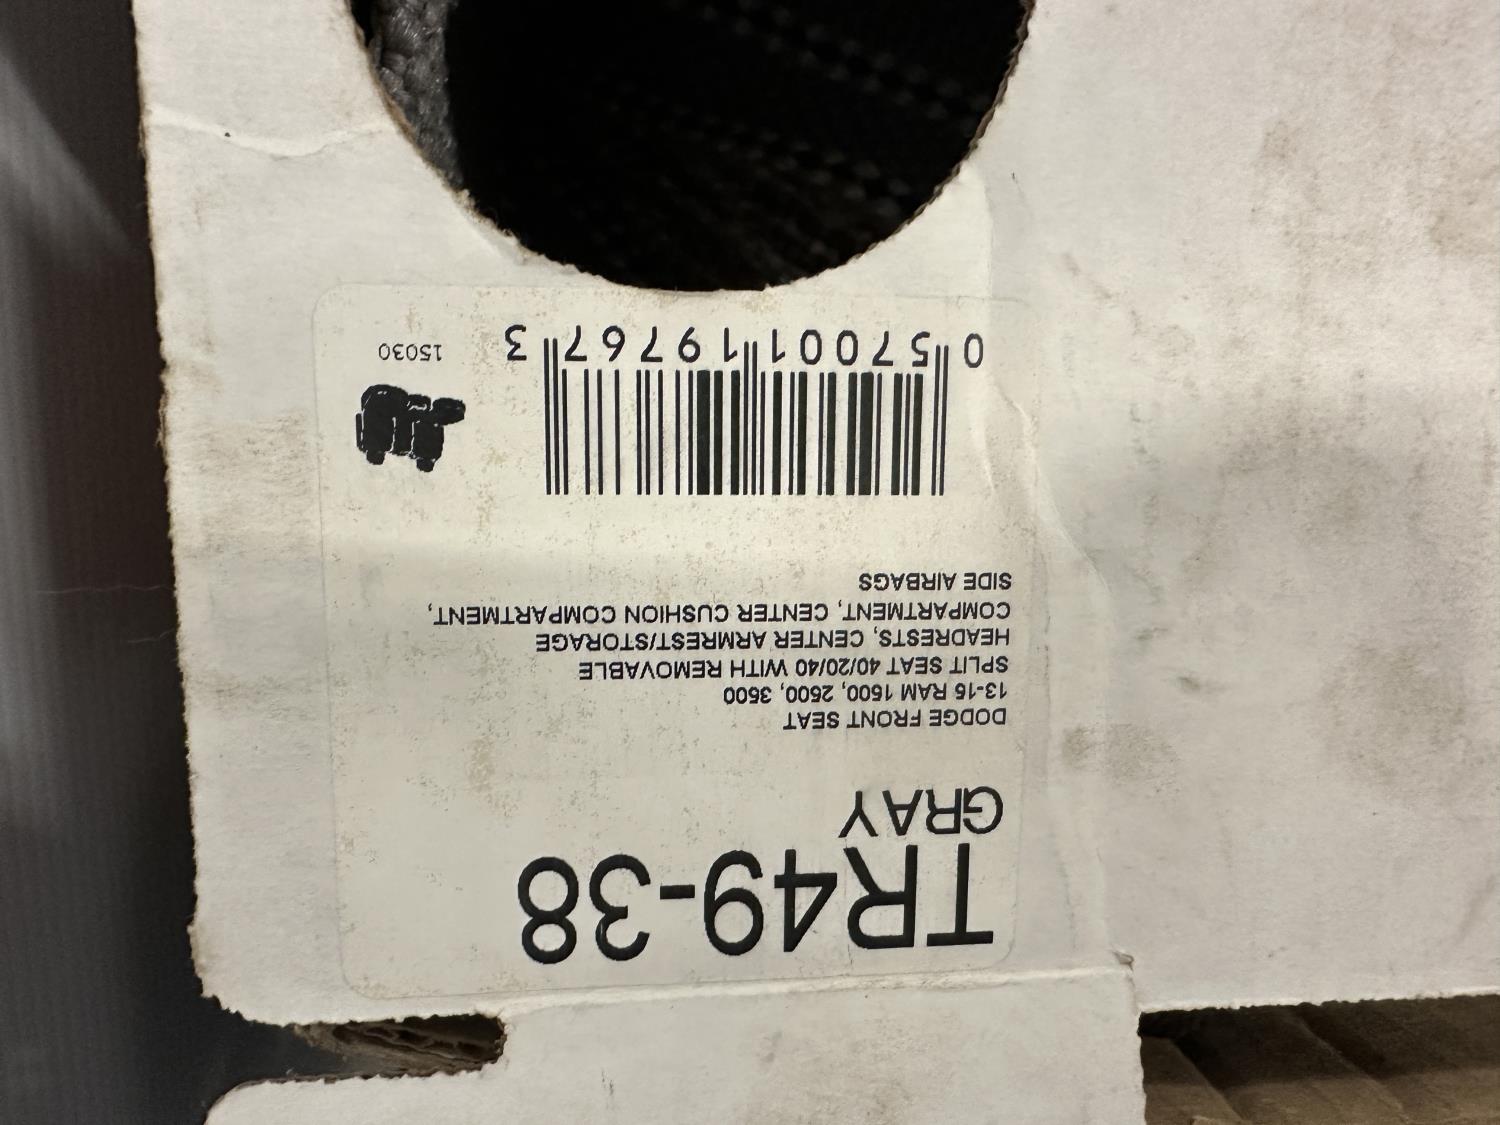 TR49-38
GRAY
DODGE FRONT SEAT
13-15 RAM 1500, 2500, 3500
SPLIT SEAT 40/20/40 WITH REMOVABLE
HEADRESTS, CENTER ARMREST/STORAGE
COMPARTMENT, CENTER CUSHION COMPARTMENT,
SIDE AIRBAGS
0 57001 19767 3
15030